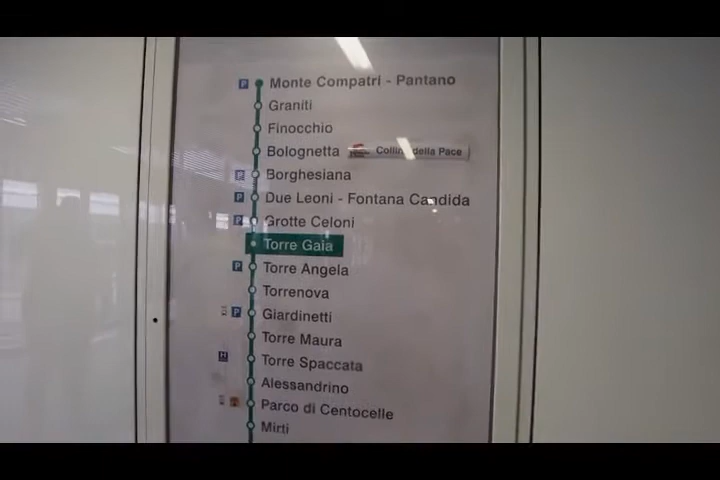 P Monte Compatri - Pantano
Graniti
Finocchio
Bolognetta Collina della Pace
P Borghesiana
P Due Leoni - Fontana Candida
P Grotte Celoni
Torre Gaia
P Torre Angela
Torrenova
P Giardinetti
Torre Maura
H Torre Spaccata
Alessandrino
Parco di Centocelle
Mirti